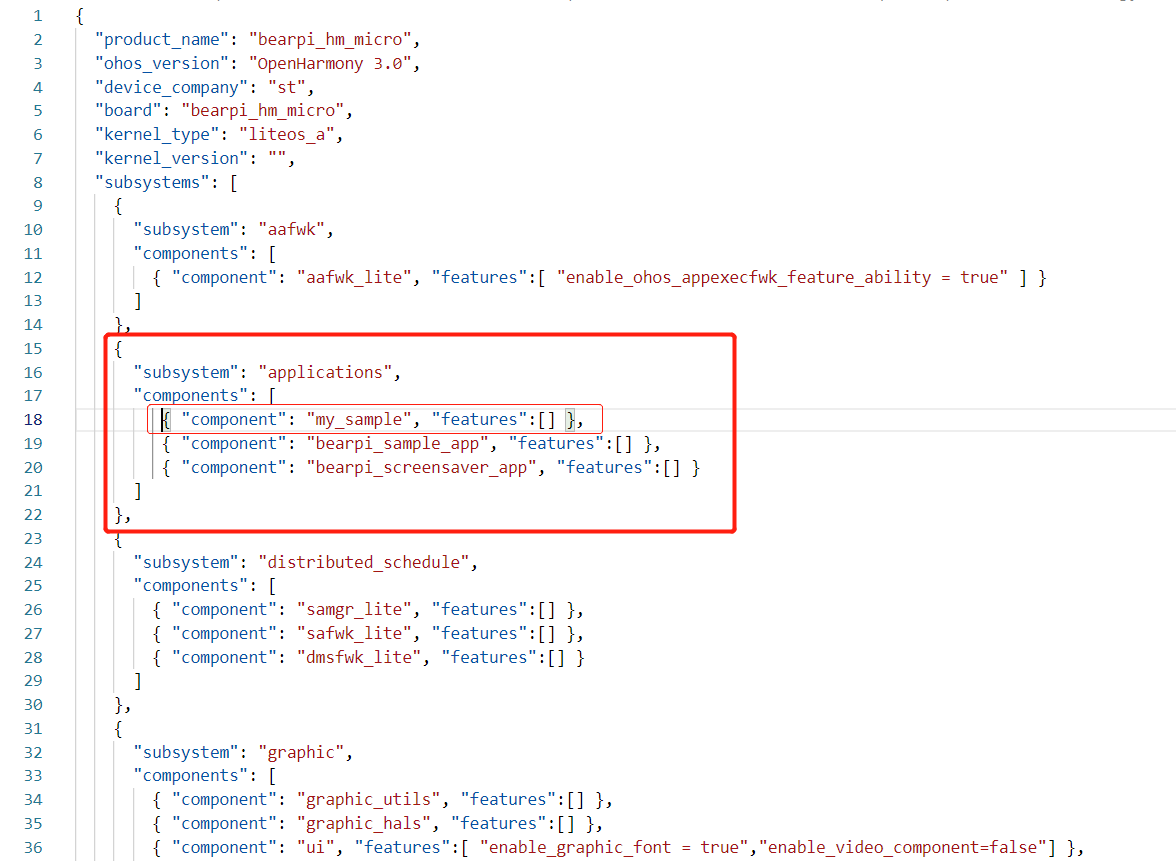 1 {
2 "product_name": "bearpi_hm_micro",
3 "ohos_version": "OpenHarmony 3.0",
4 "device_company": "st",
5 "board": "bearpi_hm_micro",
6 "kernel_type": "liteos_a",
7 "kernel_version": "",
8 "subsystems": [
9 {
10 "subsystem": "aafwk",
11 "components": [
12 { "component": "aafwk_lite", "features":[ "enable_ohos_appexecfwk_feature_ability = true" ] }
13 ]
14 },
15 {
16 "subsystem": "applications",
17 "components": [
18 { "component": "my_sample", "features":[] },
19 { "component": "bearpi_sample_app", "features":[] },
20 { "component": "bearpi_screensaver_app", "features":[] }
21 ]
22 },
23 {
24 "subsystem": "distributed_schedule",
25 "components": [
26 { "component": "samgr_lite", "features":[] },
27 { "component": "safwk_lite", "features":[] },
28 { "component": "dmsfwk_lite", "features":[] }
29 ]
30 },
31 {
32 "subsystem": "graphic",
33 "components": [
34 { "component": "graphic_utils", "features":[] },
35 { "component": "graphic_hals", "features":[] },
36 { "component": "ui", "features":[ "enable_graphic_font = true","enable_video_component=false"] },